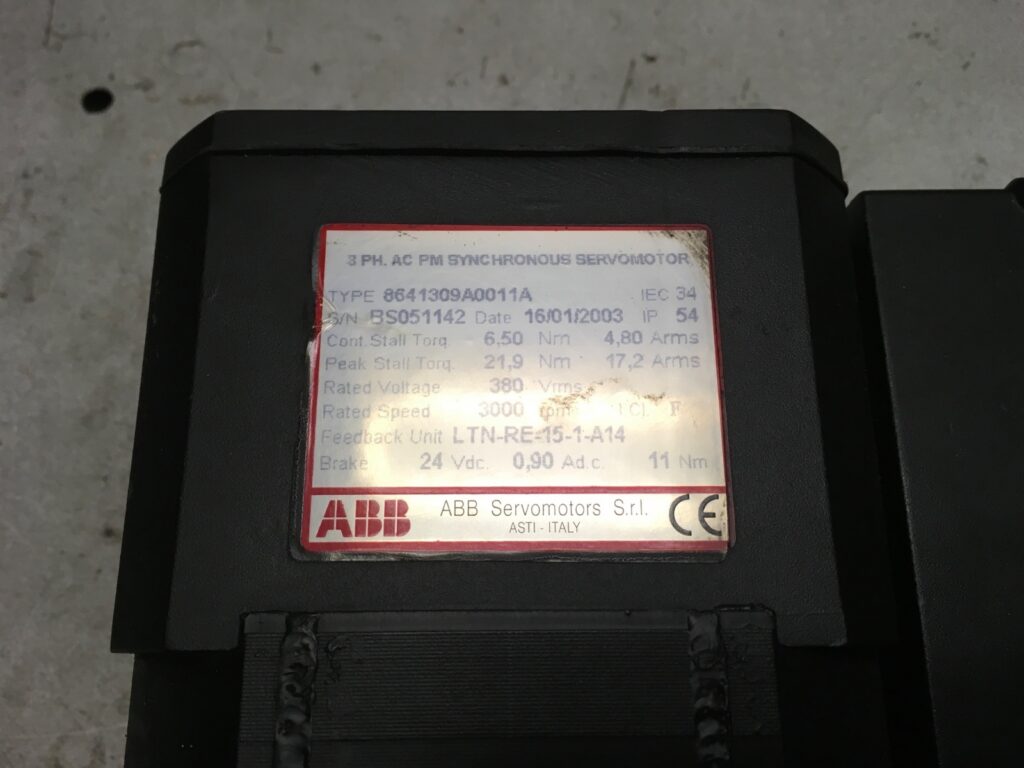 3 PH. AC PM SYNCHRONOUS SERVOMOTOR
TYPE 8641309A0011A IEC 34
S/N BS051142 Date 16/01/2003 IP 54
Cont.Stall Torq. 6,50 Nm 4,80 Arms
Peak Stall Torq. 21,9 Nm 17,2 Arms
Rated Voltage 380 Vrms
Rated Speed 3000 rpm I.Cl. F
Feedback Unit LTN-RE-15-1-A14
Brake 24 Vdc. 0,90 Ad.c. 11 Nm
ABB ABB Servomotors S.r.l. CE
ASTI - ITALY